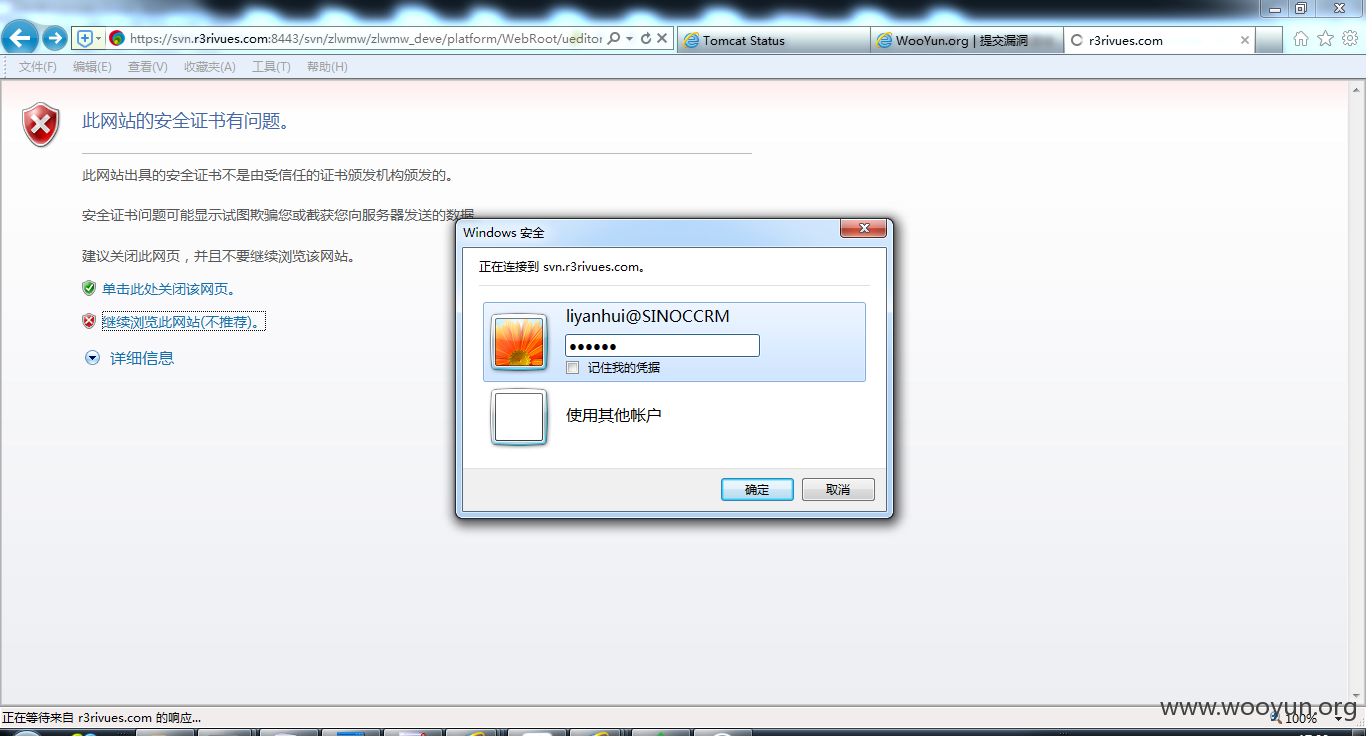 https://svn.r3rivues.com:8443/svn/zlwmw/zlwmw_deve/platform/WebRoot/ueditor
Tomcat Status
WooYun.org | 提交漏洞
r3rivues.com
文件(F) 编辑(E) 查看(V) 收藏夹(A) 工具(T) 帮助(H)
此网站的安全证书有问题。
此网站出具的安全证书不是由受信任的证书颁发机构颁发的。
安全证书问题可能显示试图欺骗您或截获您向服务器发送的数据
建议关闭此网页，并且不要继续浏览该网站。
单击此处关闭该网页。
继续浏览此网站(不推荐)。
详细信息
Windows 安全
正在连接到 svn.r3rivues.com。
liyanhui@SINOCCRM
●●●●●●
记住我的凭据
使用其他帐户
确定
取消
www.wooyun.org
正在等待来自 r3rivues.com 的响应...
100%